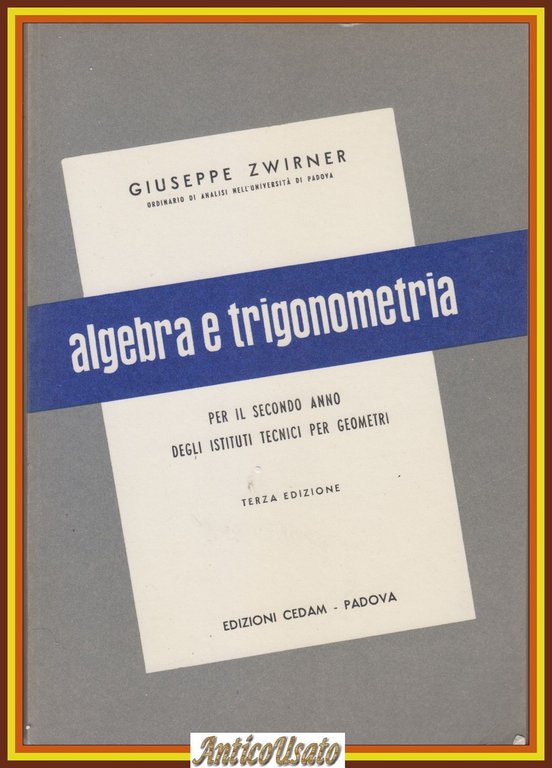 GIUSEPPE ZWIRNER
ORDINARIO DI ANALISI NELL'UNIVERSITÀ DI PADOVA
algebra e trigonometria
PER IL SECONDO ANNO
DEGLI ISTITUTI TECNICI PER GEOMETRI
TERZA EDIZIONE
EDIZIONI CEDAM - PADOVA
AnticoUsato